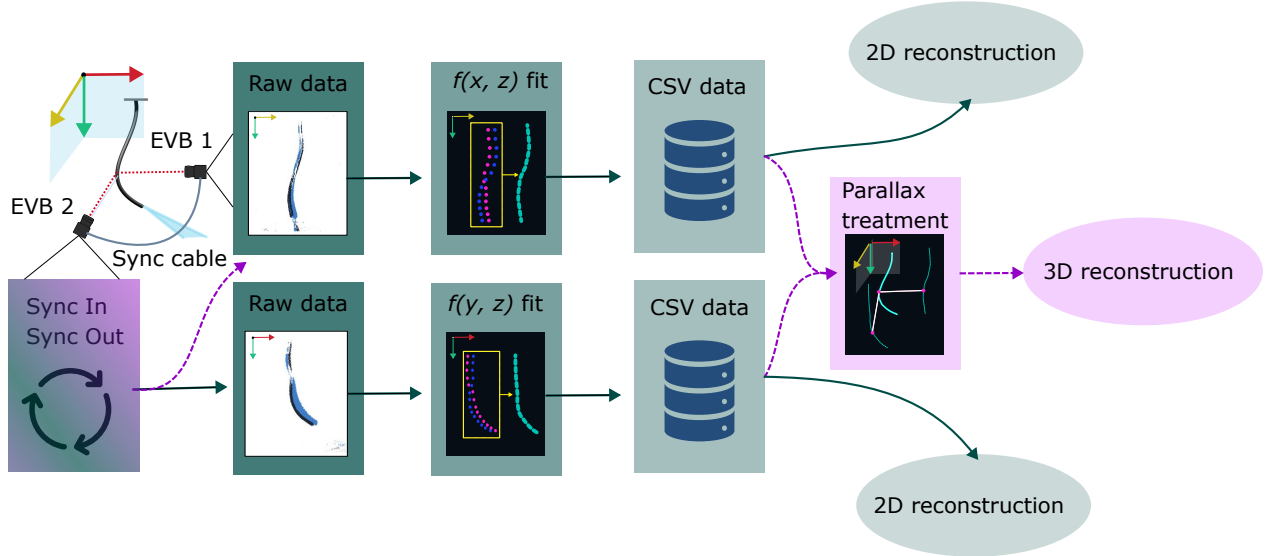 EVB 1
EVB 2
Sync cable
Sync In
Sync Out
Raw data
f(x, z) fit
CSV data
2D reconstruction
Raw data
f(y, z) fit
CSV data
Parallax
treatment
3D reconstruction
2D reconstruction